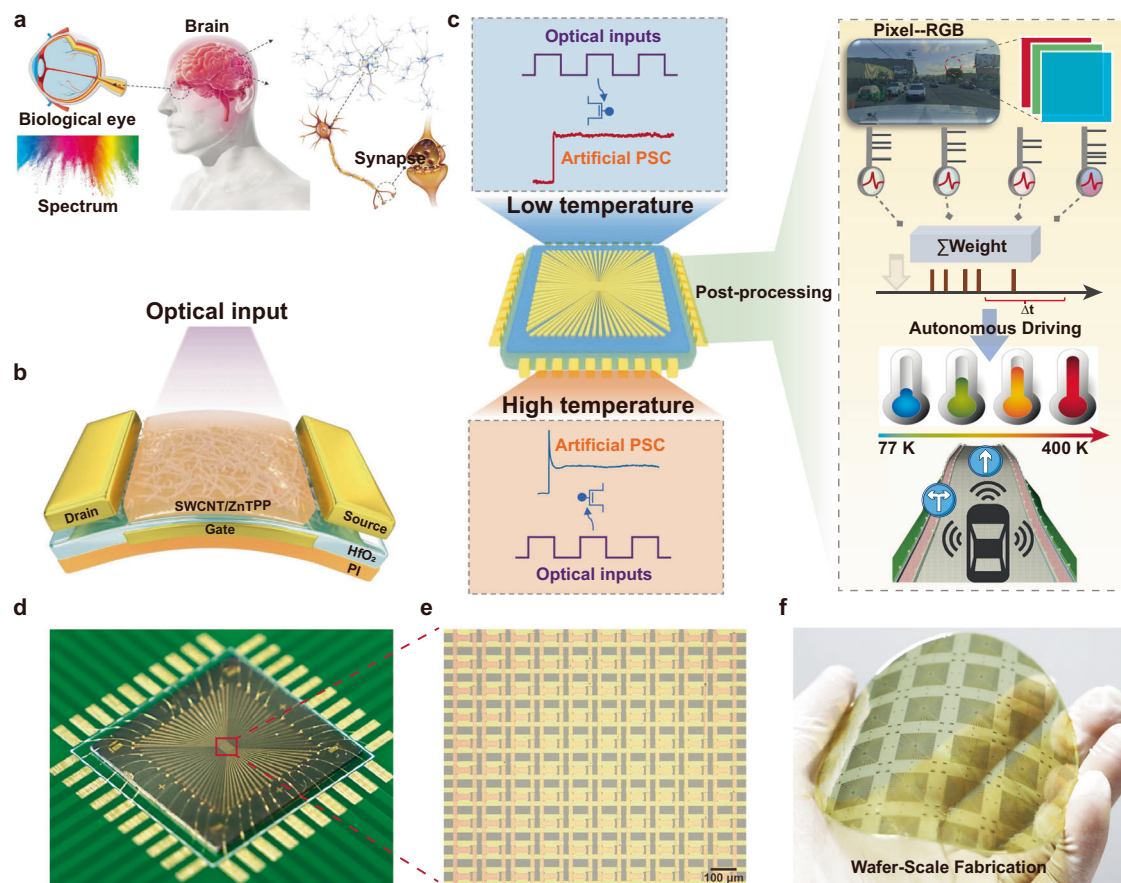 a
Brain
Biological eye
Spectrum
Synapse
b
Optical input
Drain
SWCNT/ZnTPP
Source
Gate
HfO₂
PI
c
Optical inputs
Artificial PSC
Low temperature
Post-processing
High temperature
Artificial PSC
Optical inputs
Pixel--RGB
∑Weight
Δt
Autonomous Driving
77 K
400 K
d
e
100 μm
f
Wafer-Scale Fabrication